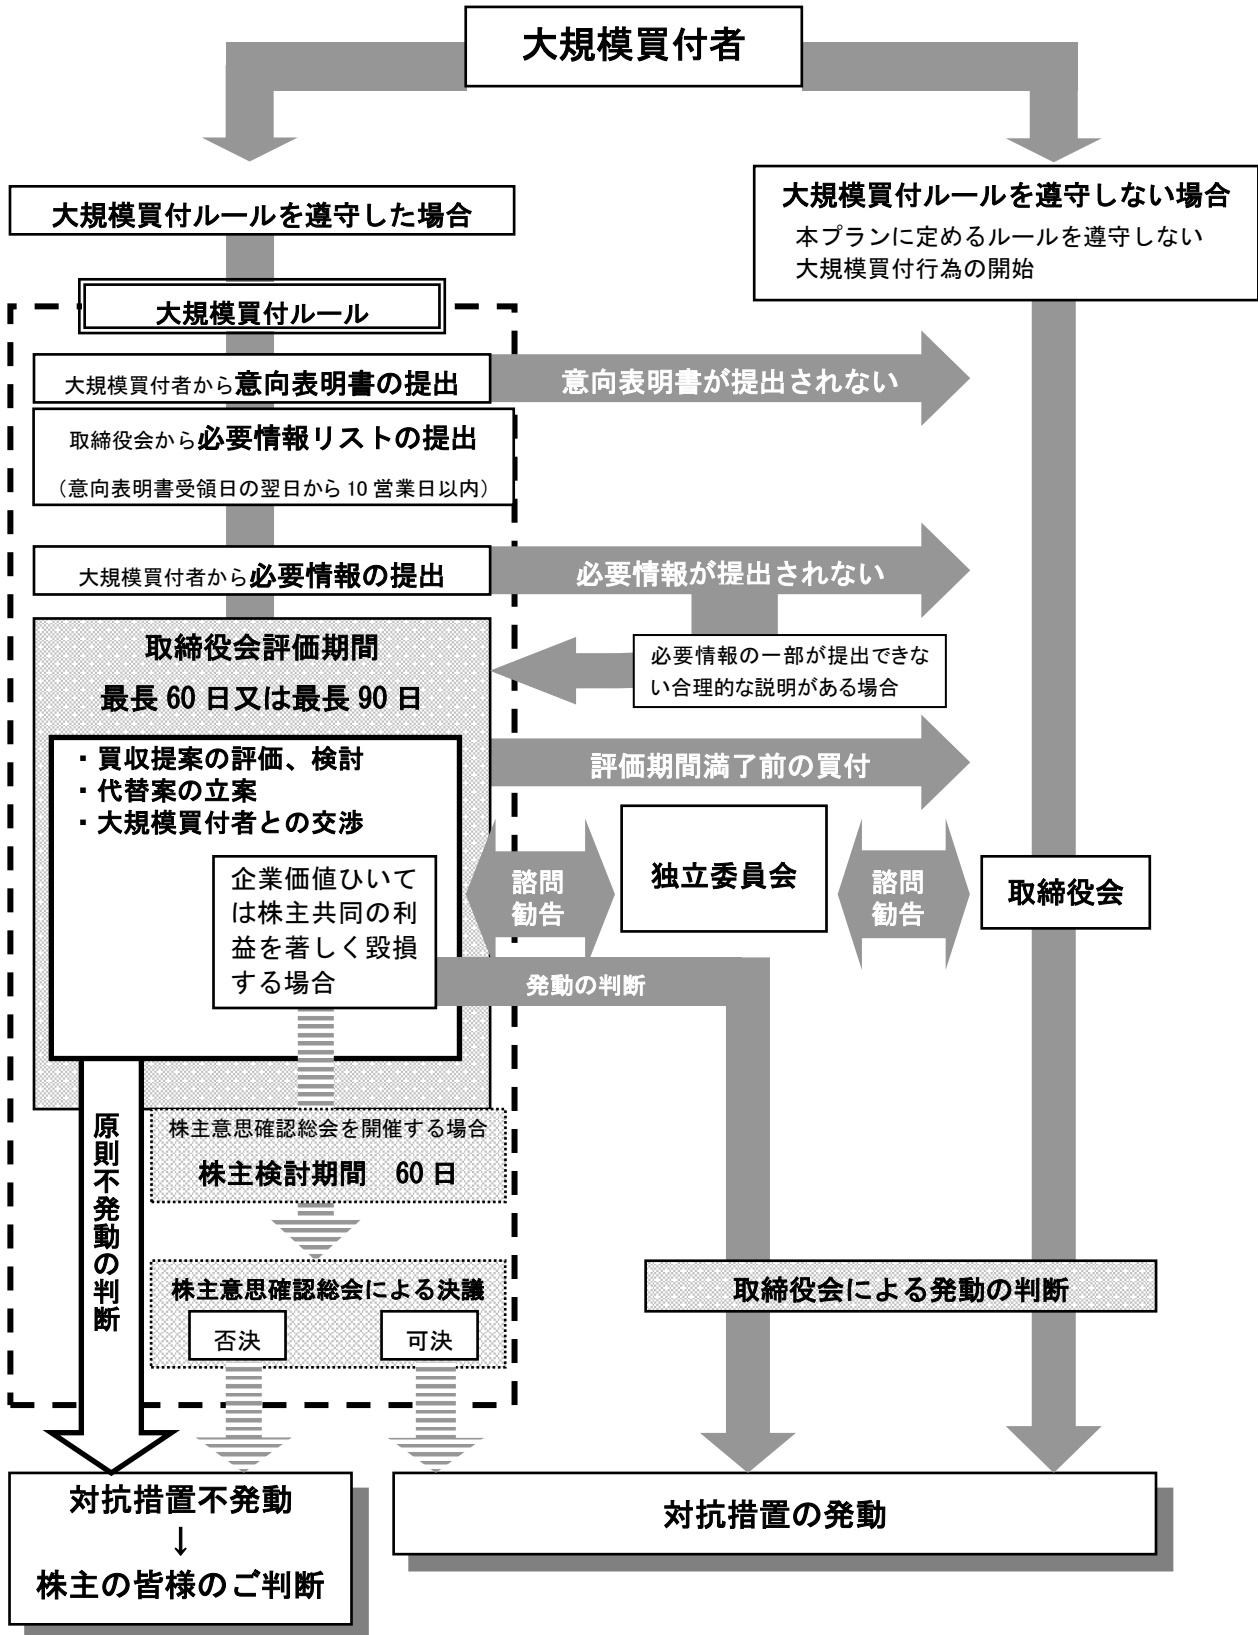 大規模買付者
大規模買付ルールを遵守した場合
大規模買付ルールを遵守しない場合
本プランに定めるルールを遵守しない
大規模買付行為の開始
大規模買付ルール
大規模買付者から意向表明書の提出
意向表明書が提出されない
取締役会から必要情報リストの提出
（意向表明書受領日の翌日から 10 営業日以内）
大規模買付者から必要情報の提出
必要情報が提出されない
取締役会評価期間
最長 60 日又は最長 90 日
必要情報の一部が提出できな
い合理的な説明がある場合
・買収提案の評価、検討
・代替案の立案
・大規模買付者との交渉
評価期間満了前の買付
企業価値ひいて
は株主共同の利
益を著しく毀損
する場合
諮問
勧告
独立委員会
諮問
勧告
取締役会
発動の判断
原則不発動の判断
株主意思確認総会を開催する場合
株主検討期間　60 日
株主意思確認総会による決議
否決
可決
取締役会による発動の判断
対抗措置不発動
↓
株主の皆様のご判断
対抗措置の発動